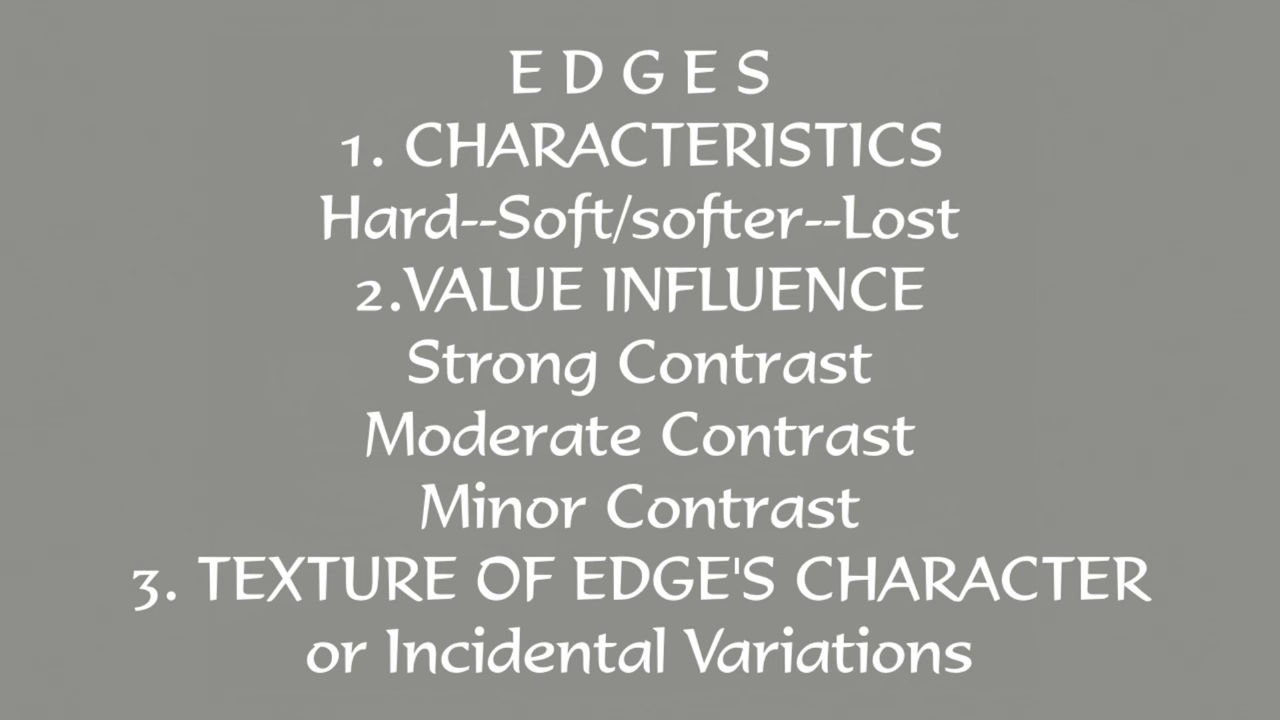 E D G E S
1. CHARACTERISTICS
Hard--Soft/softer--Lost
2.VALUE INFLUENCE
Strong Contrast
Moderate Contrast
Minor Contrast
3. TEXTURE OF EDGE'S CHARACTER
or Incidental Variations